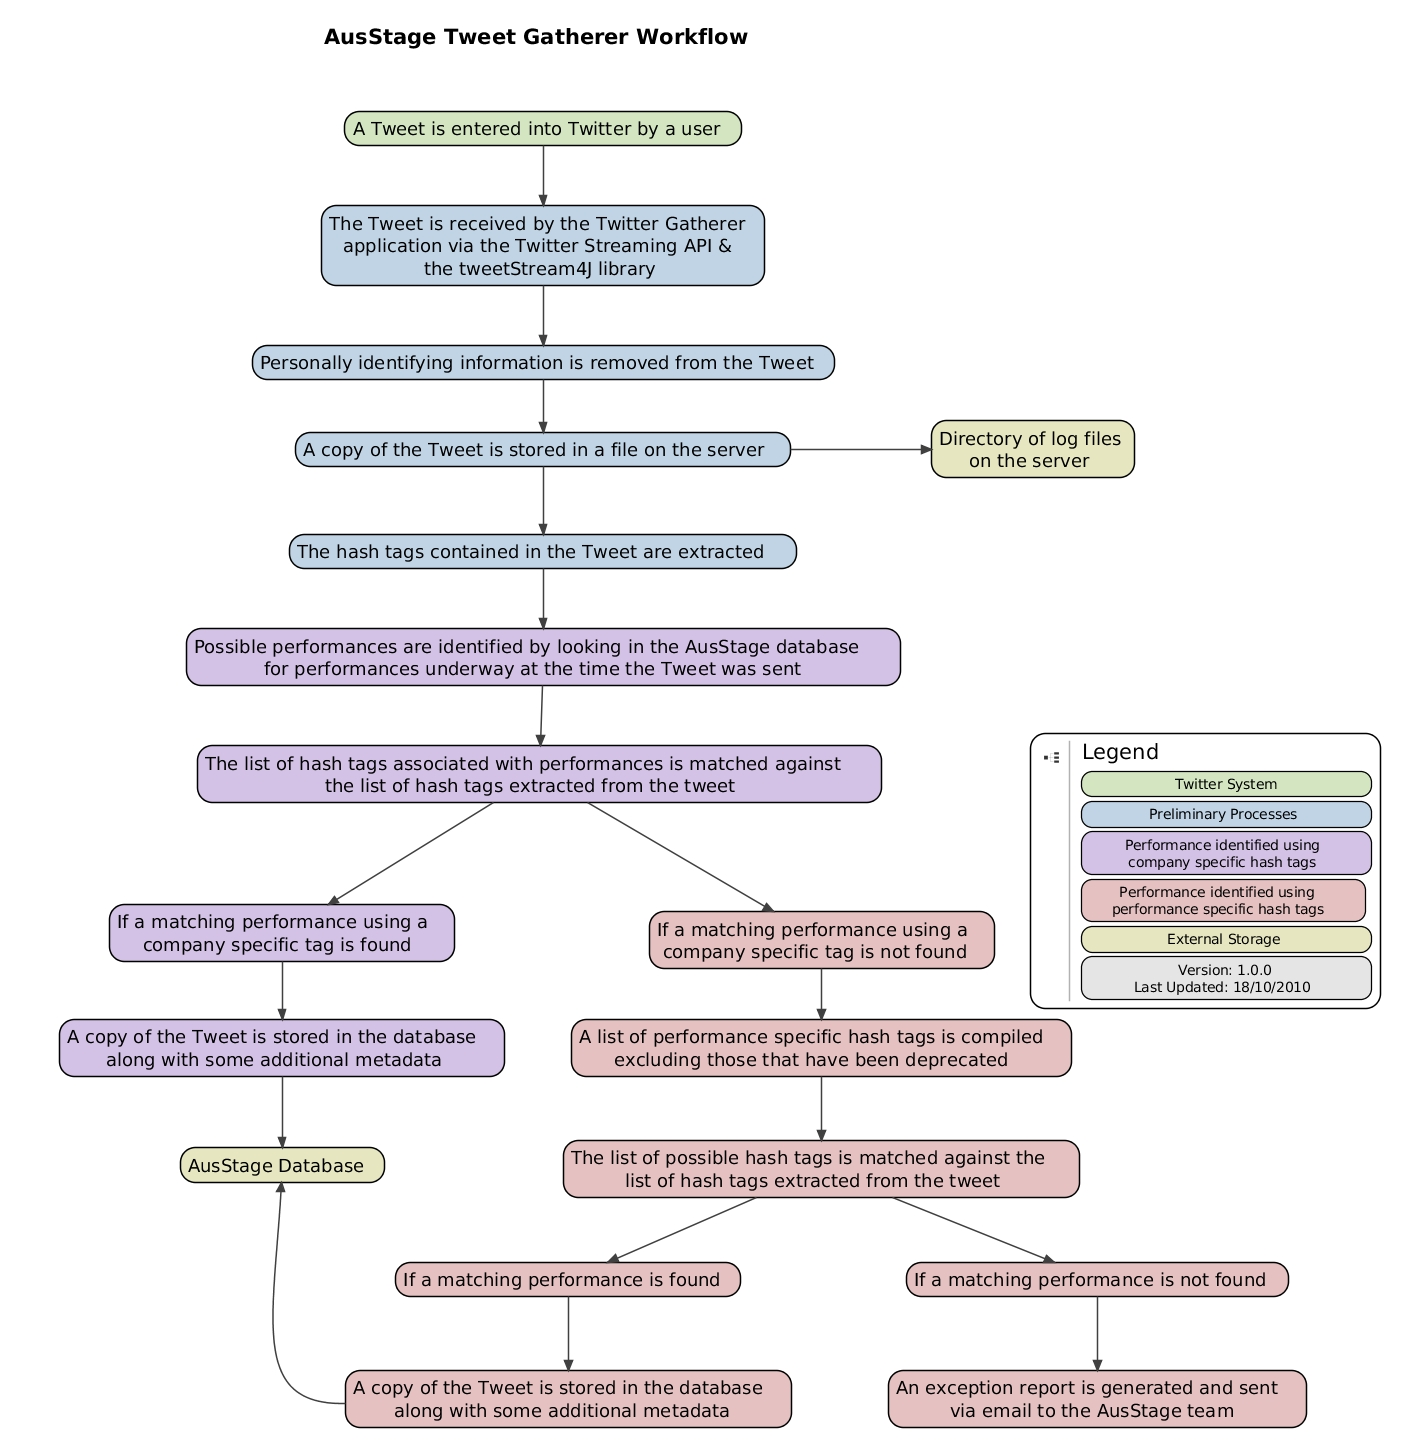 AusStage Tweet Gatherer Workflow
A Tweet is entered into Twitter by a user
The Tweet is received by the Twitter Gatherer
application via the Twitter Streaming API &
the tweetStream4J library
Personally identifying information is removed from the Tweet
A copy of the Tweet is stored in a file on the server
Directory of log files
on the server
The hash tags contained in the Tweet are extracted
Possible performances are identified by looking in the AusStage database
for performances underway at the time the Tweet was sent
The list of hash tags associated with performances is matched against
the list of hash tags extracted from the tweet
Legend
Twitter System
Preliminary Processes
Performance identified using
company specific hash tags
Performance identified using
performance specific hash tags
External Storage
Version: 1.0.0
Last Updated: 18/10/2010
If a matching performance using a
company specific tag is found
If a matching performance using a
company specific tag is not found
A copy of the Tweet is stored in the database
along with some additional metadata
A list of performance specific hash tags is compiled
excluding those that have been deprecated
AusStage Database
The list of possible hash tags is matched against the
list of hash tags extracted from the tweet
If a matching performance is found
If a matching performance is not found
A copy of the Tweet is stored in the database
along with some additional metadata
An exception report is generated and sent
via email to the AusStage team